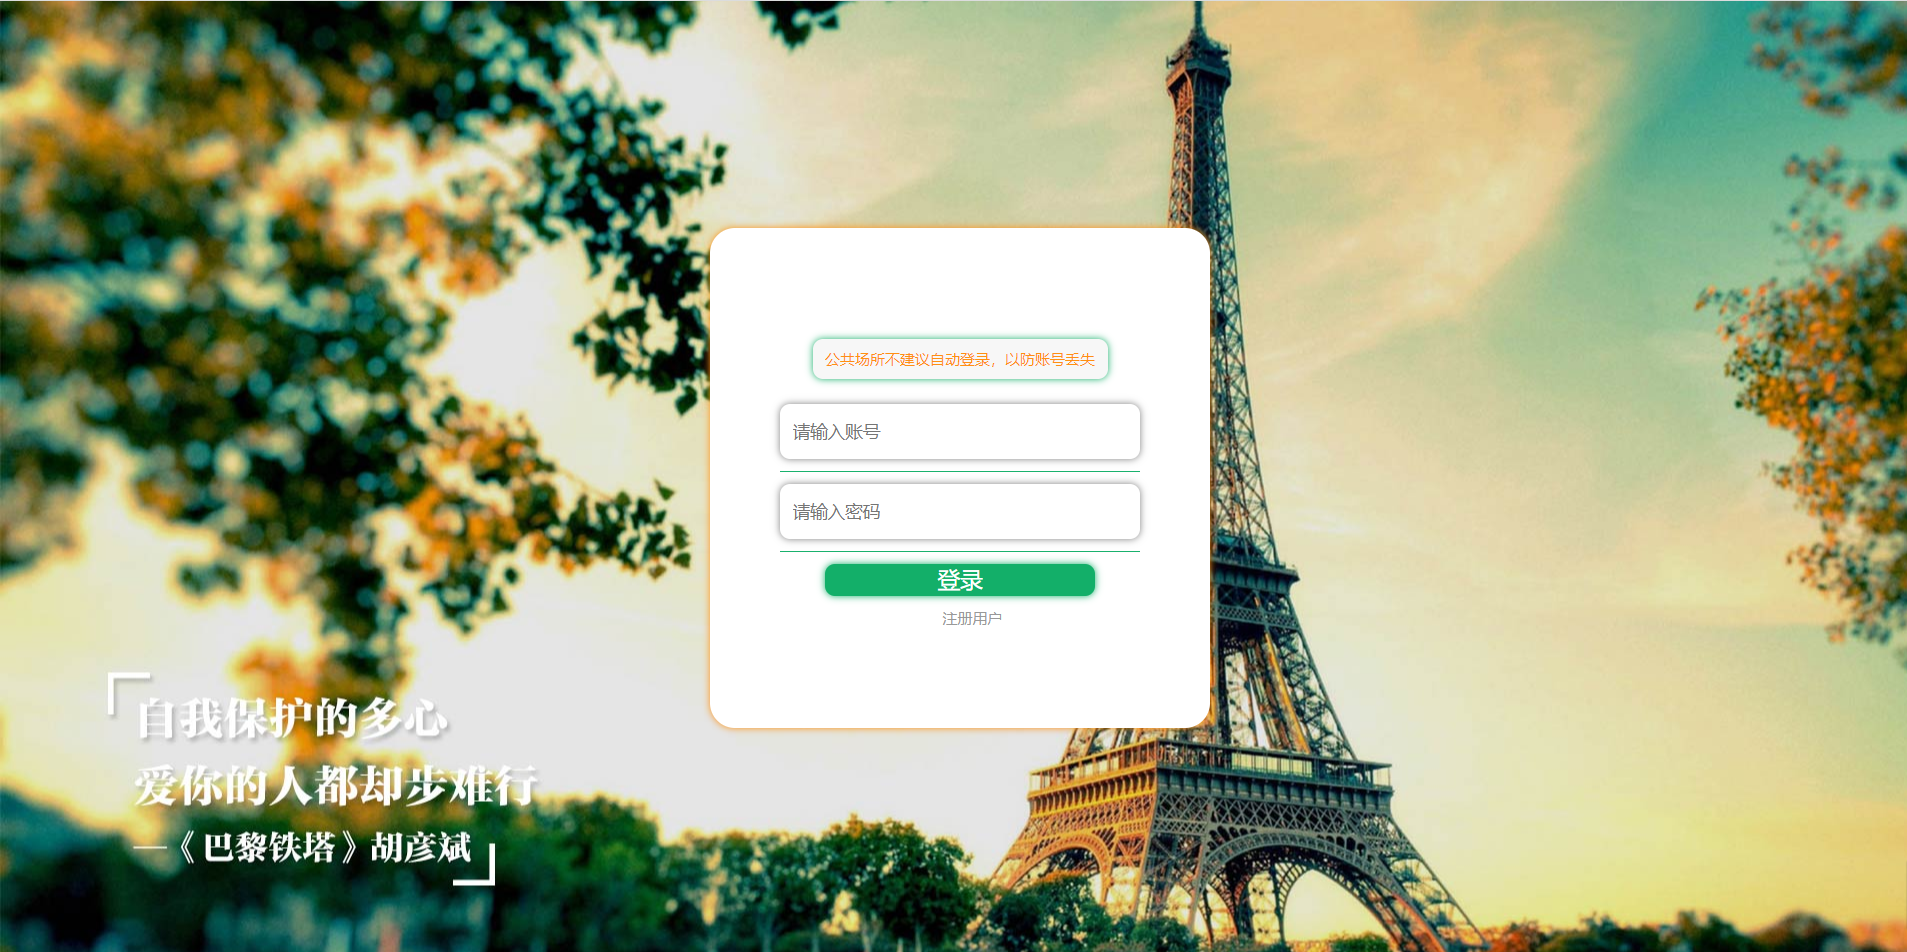 公共场所不建议自动登录，以防账号丢失
请输入账号
请输入密码
登录
注册用户
自我保护的多心
爱你的人都却步难行
—《巴黎铁塔》胡彦斌